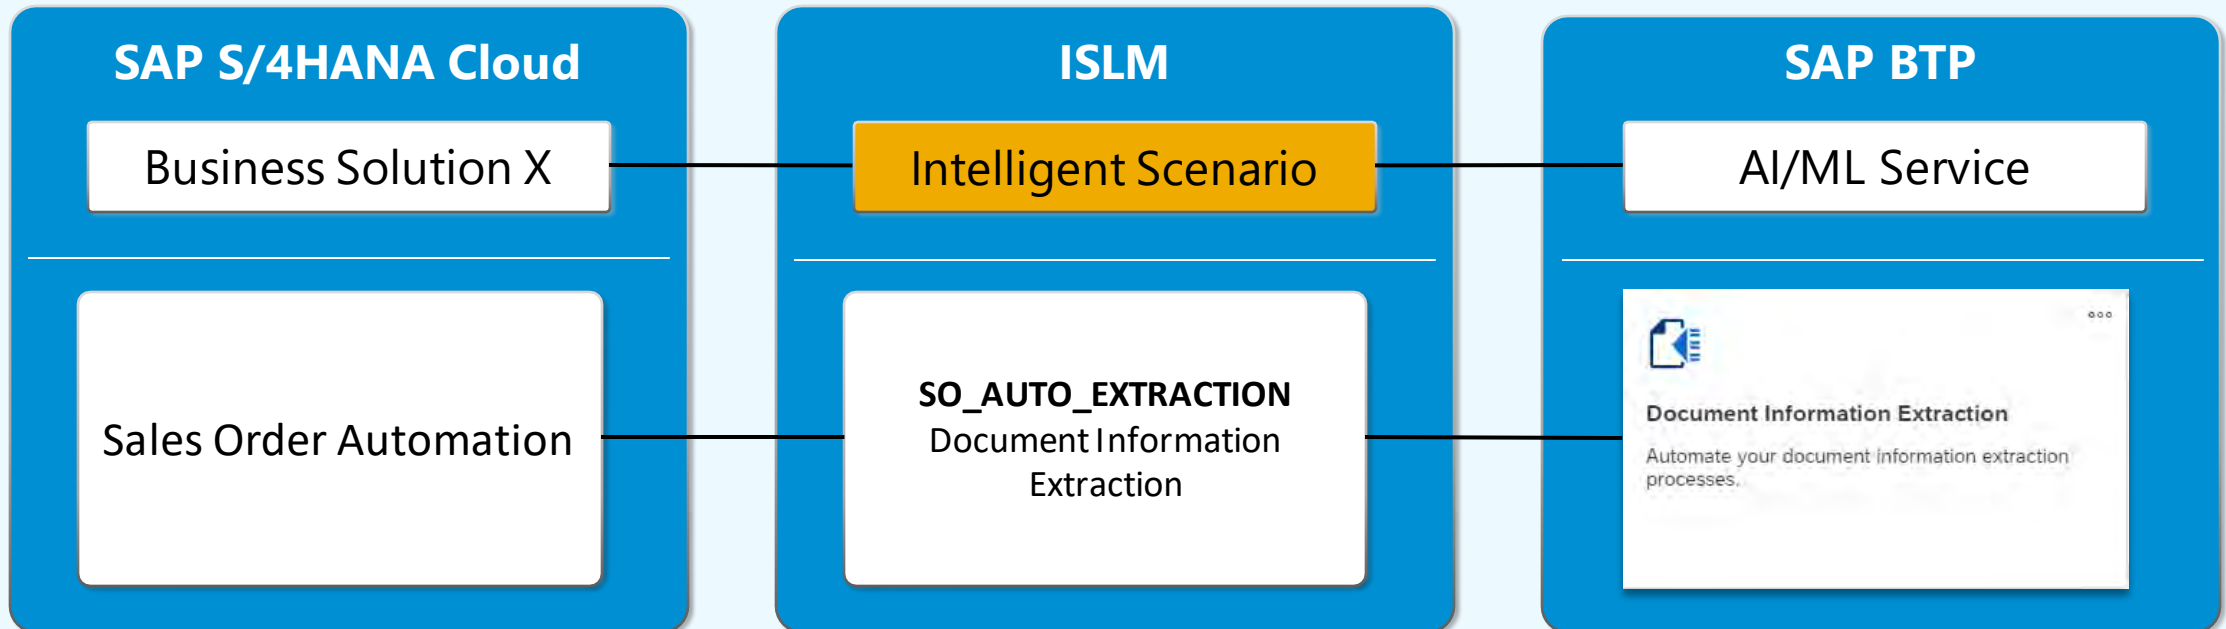 SAP S/4HANA Cloud
Business Solution X
Sales Order Automation
ISLM
Intelligent Scenario
SO_AUTO_EXTRACTION
Document Information
Extraction
SAP BTP
AI/ML Service
Document Information Extraction
Automate your document information extraction
processes.